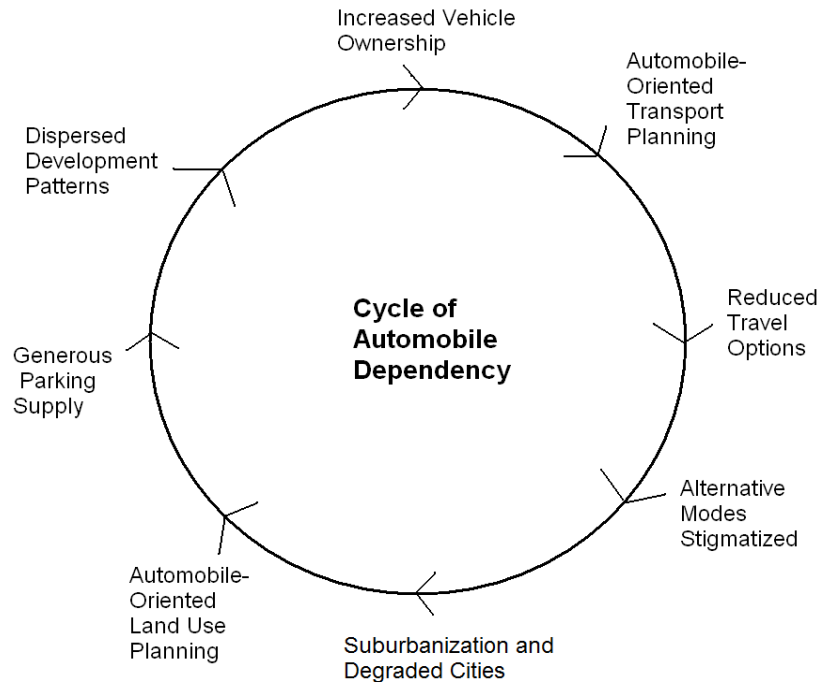 Increased Vehicle
Ownership
Automobile-
Oriented
Transport
Planning
Reduced
Travel
Options
Alternative
Modes
Stigmatized
Suburbanization and
Degraded Cities
Automobile-
Oriented
Land Use
Planning
Generous
Parking
Supply
Dispersed
Development
Patterns
Cycle of
Automobile
Dependency